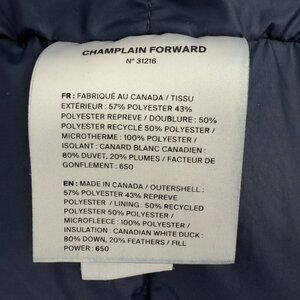 CHAMPLAIN FORWARD
N° 31216
FR : FABRIQUÉ AU CANADA / TISSU
EXTÉRIEUR : 57% POLYESTER 43%
POLYESTER REPREVE / DOUBLURE : 50%
POLYESTER RECYCLÉ 50% POLYESTER /
MICROTHERME : 100% POLYESTER /
ISOLANT : CANARD BLANC CANADIEN :
80% DUVET, 20% PLUMES / FACTEUR DE
GONFLEMENT : 650
EN : MADE IN CANADA / OUTERSHELL :
57% POLYESTER 43% REPREVE
POLYESTER / LINING : 50% RECYCLED
POLYESTER 50% POLYESTER /
MICROFLEECE : 100% POLYESTER /
INSULATION : CANADIAN WHITE DUCK :
80% DOWN, 20% FEATHERS / FILL
POWER : 650